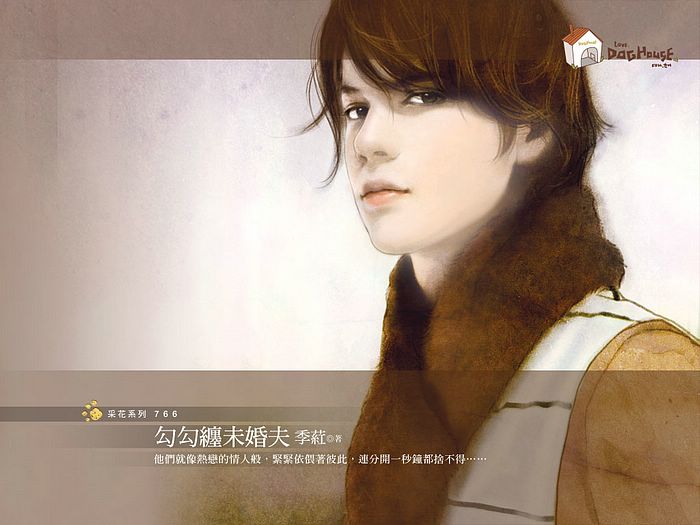 Love
DogHouse
com.tw
采花系列 766
勾勾纏未婚夫 季葒◎著
他們就像熱戀的情人般，緊緊依偎著彼此，連分開一秒鐘都捨不得……